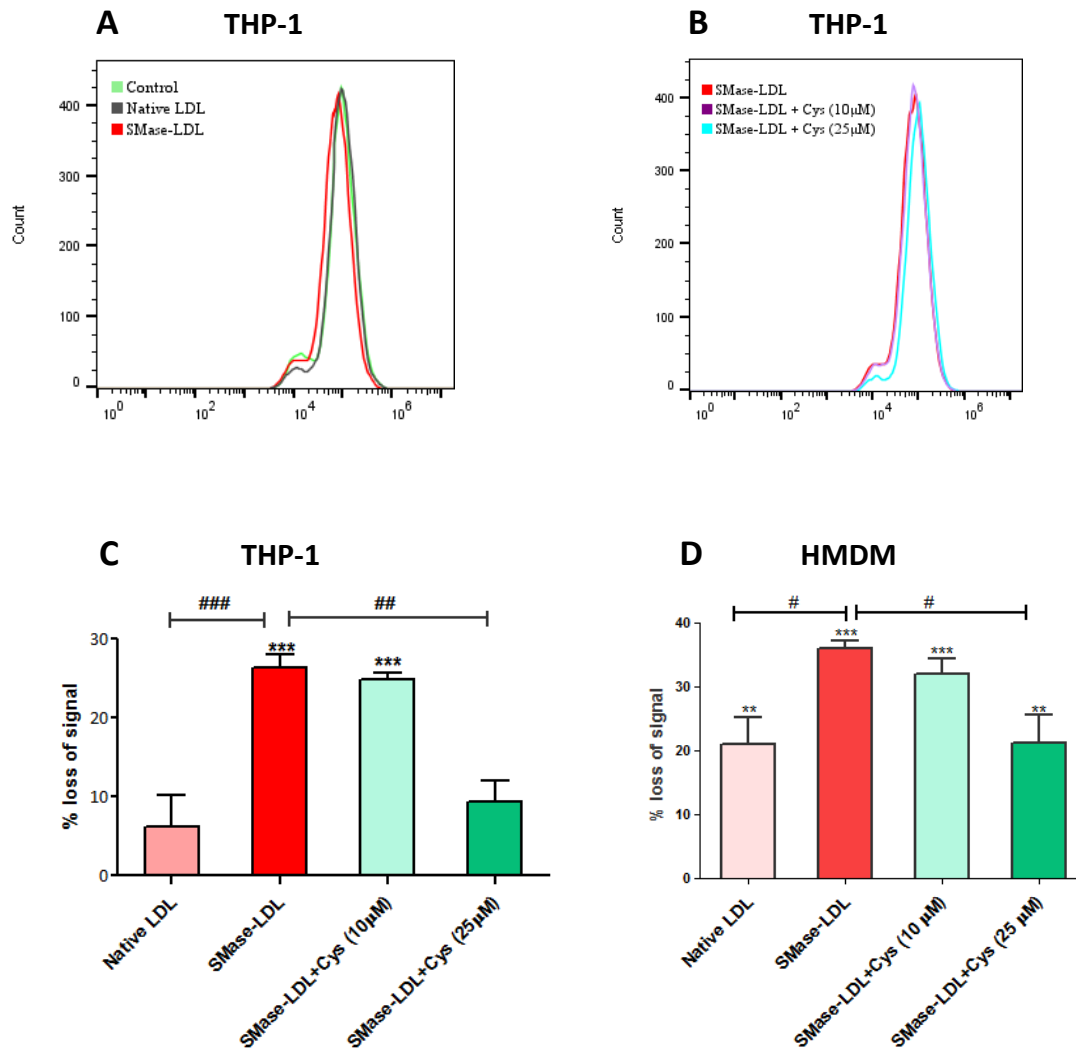 A THP-1
B THP-1
Control
Native LDL
SMase-LDL
400
300
200
100
0
Count
10^0 10^2 10^4 10^6
SMase-LDL
SMase-LDL + Cys (10μM)
SMase-LDL + Cys (25μM)
400
300
200
100
0
Count
10^0 10^2 10^4 10^6
C THP-1
###
##
***
***
30
20
10
0
% loss of signal
Native LDL
SMase-LDL
SMase-LDL+Cys (10μM)
SMase-LDL+Cys (25μM)
D HMDM
#
#
**
***
***
**
40
30
20
10
0
% loss of signal
Native LDL
SMase-LDL
SMase-LDL+Cys (10 μM)
SMase-LDL+Cys (25 μM)